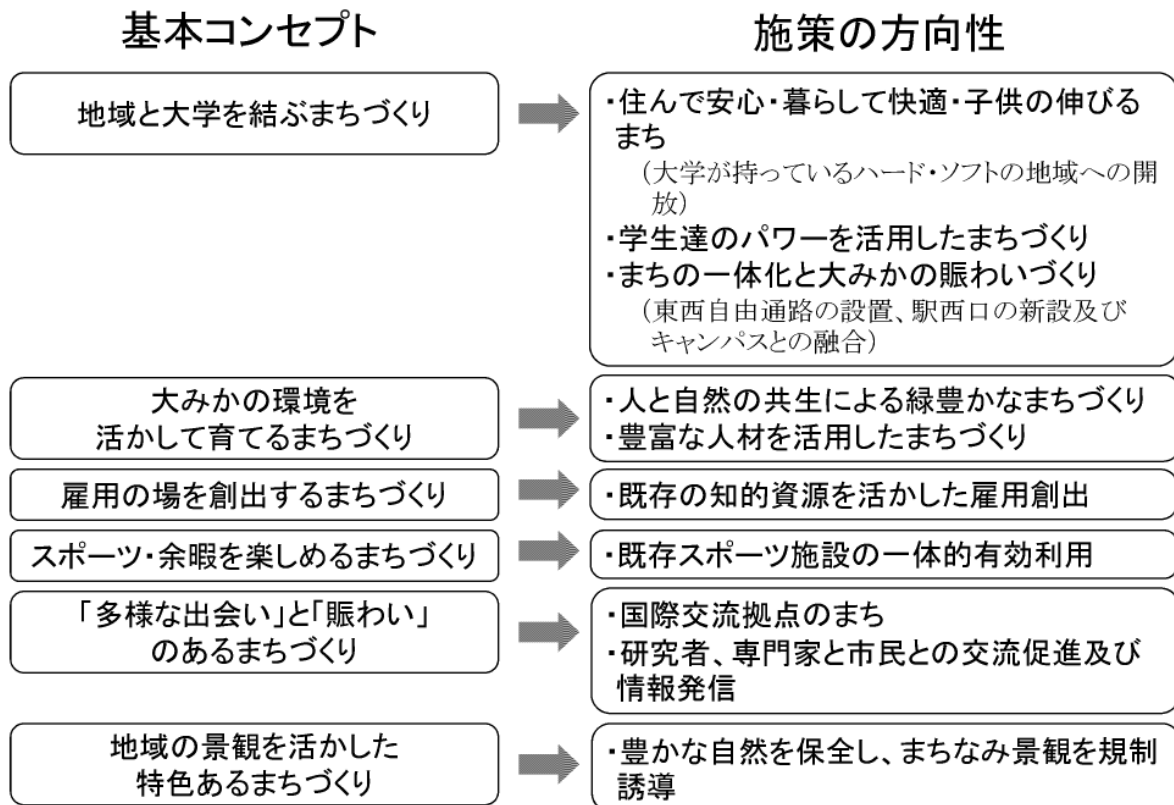 基本コンセプト
施策の方向性
地域と大学を結ぶまちづくり
・住んで安心・暮らして快適・子供の伸びる
まち
(大学が持っているハード・ソフトの地域への開
放)
・学生達のパワーを活用したまちづくり
・まちの一体化と大みかの賑わいづくり
(東西自由通路の設置、駅西口の新設及び
キャンパスとの融合)
大みかの環境を
活かして育てるまちづくり
・人と自然の共生による緑豊かなまちづくり
・豊富な人材を活用したまちづくり
雇用の場を創出するまちづくり
・既存の知的資源を活かした雇用創出
スポーツ・余暇を楽しめるまちづくり
・既存スポーツ施設の一体的有効利用
「多様な出会い」と「賑わい」
のあるまちづくり
・国際交流拠点のまち
・研究者、専門家と市民との交流促進及び
情報発信
地域の景観を活かした
特色あるまちづくり
・豊かな自然を保全し、まちなみ景観を規制
誘導